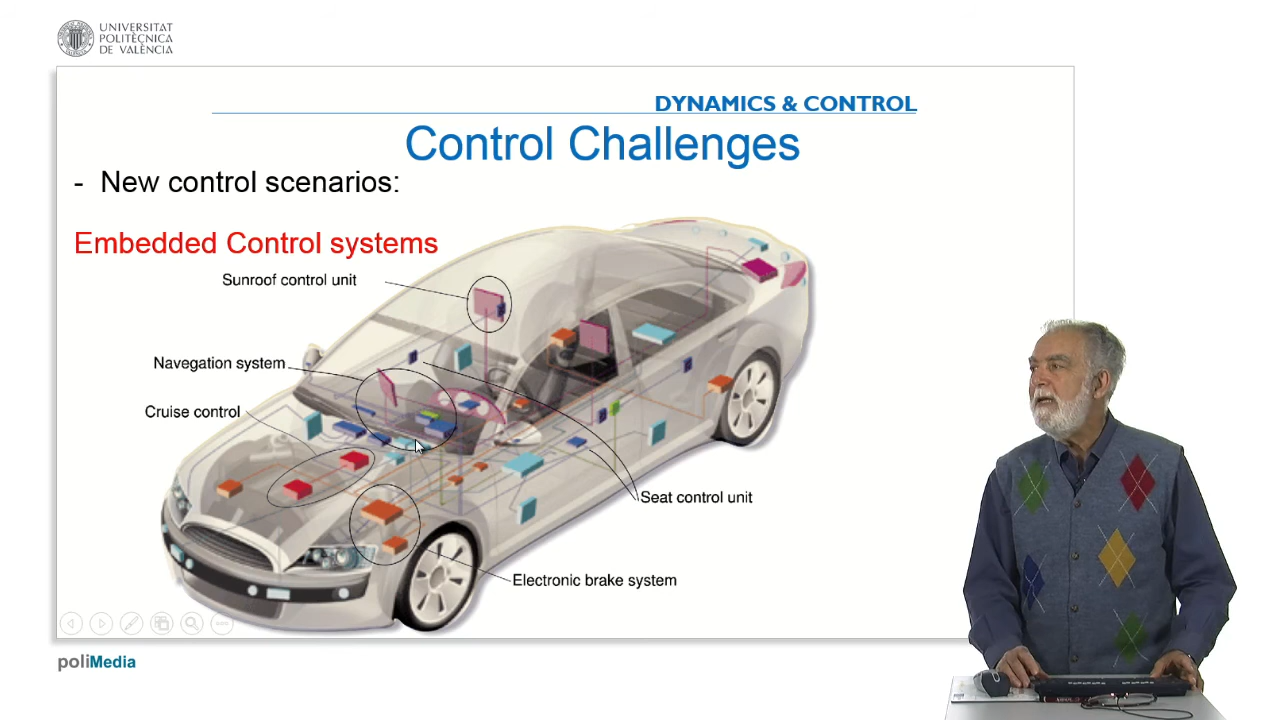 UNIVERSITAT
POLITÈCNICA
DE VALÈNCIA
DYNAMICS & CONTROL
Control Challenges
- New control scenarios:
Embedded Control systems
Sunroof control unit
Navegation system
Cruise control
Seat control unit
Electronic brake system
poliMedia